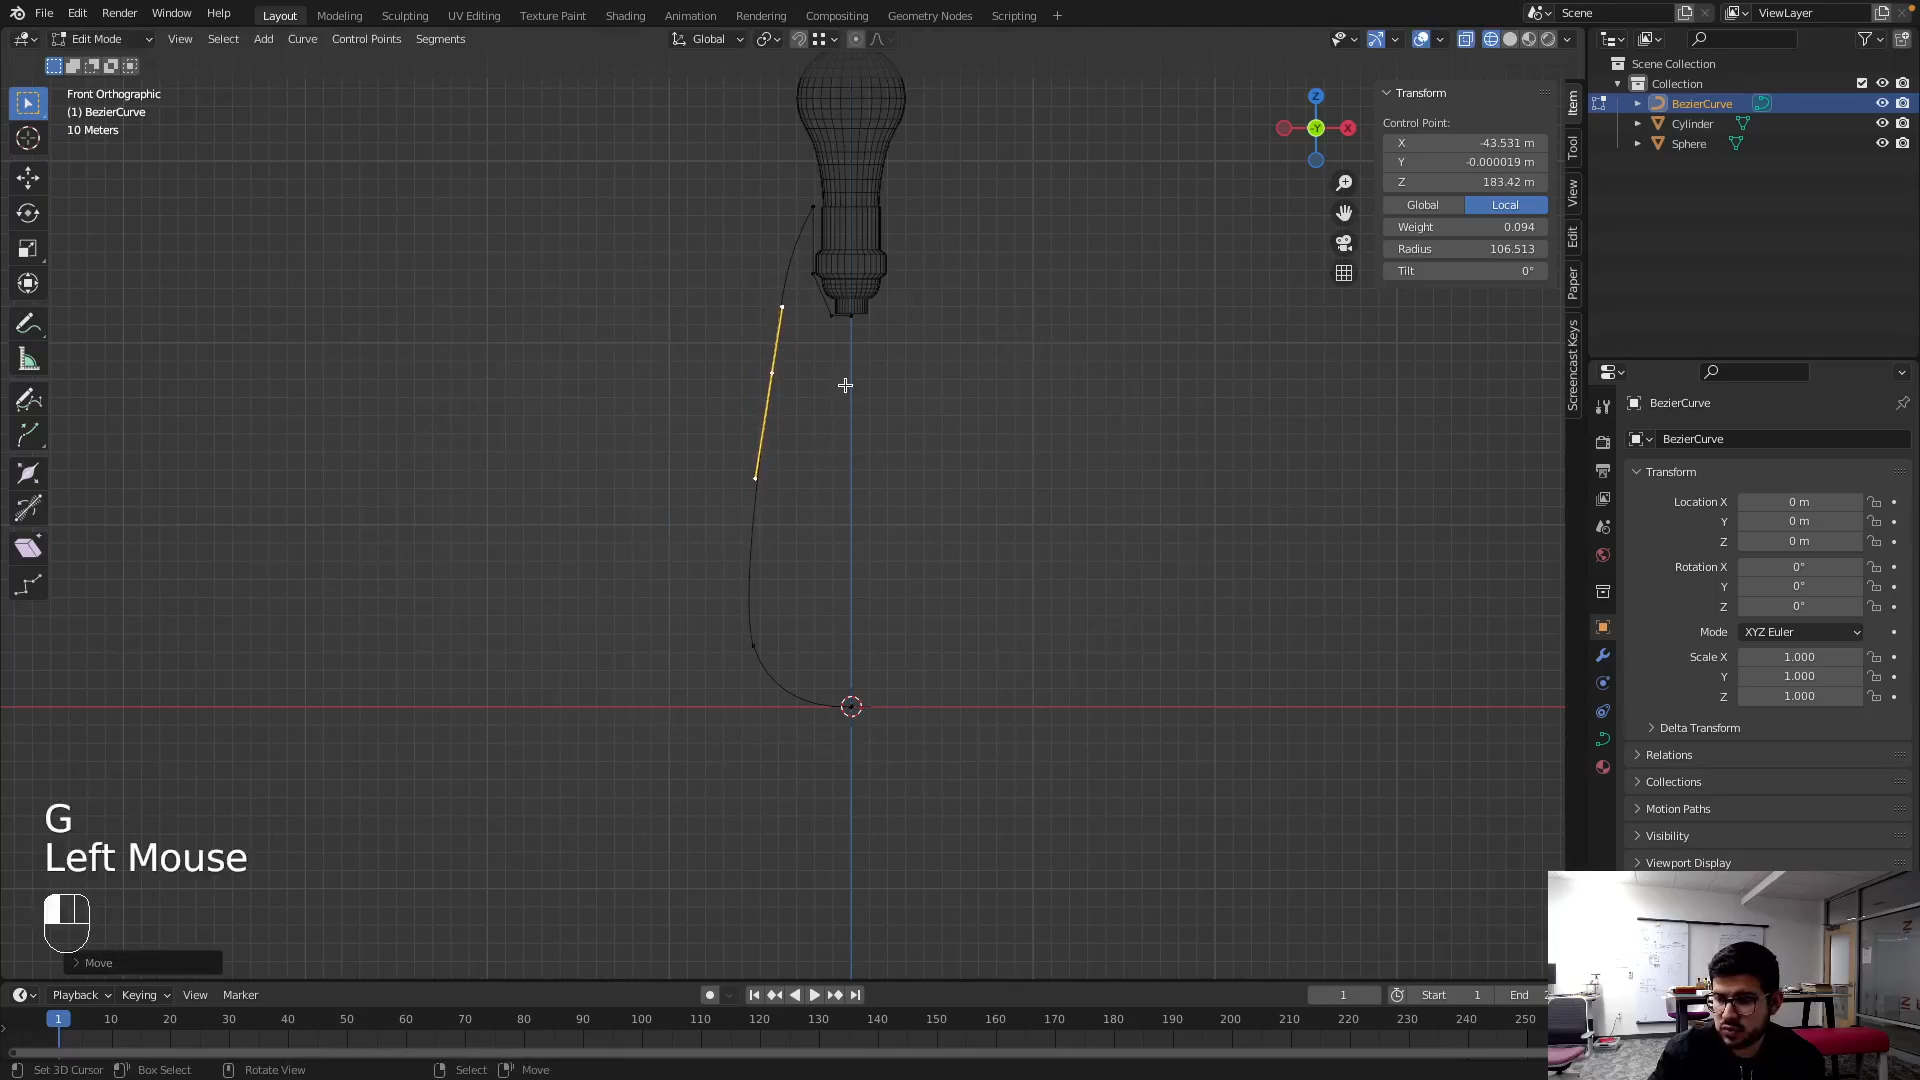 File Edit Render Window Help
Layout Modeling Sculpting UV Editing Texture Paint Shading Animation Rendering Compositing Geometry Nodes Scripting +
Scene ViewLayer
Edit Mode View Select Add Curve Control Points Segments
Global
Front Orthographic
(1) BezierCurve
10 Meters
Z
X
-Y
Transform
Control Point:
X -43.531 m
Y -0.000019 m
Z 183.42 m
Global Local
Weight 0.094
Radius 106.513
Tilt 0°
Item
Tool
View
Edit
Paper
Screencast Keys
Scene Collection
Collection
BezierCurve
Cylinder
Sphere
BezierCurve
BezierCurve
Transform
Location X 0 m
Y 0 m
Z 0 m
Rotation X 0°
Y 0°
Z 0°
Mode XYZ Euler
Scale X 1.000
Y 1.000
Z 1.000
Delta Transform
Relations
Collections
Motion Paths
Visibility
Viewport Display
G
Left Mouse
Move
Playback Keying View Marker
1 Start 1 End
1 10 20 30 40 50 60 70 80 90 100 110 120 130 140 150 160 170 180 190 200 210 220 230 240 250
Set 3D Cursor Box Select Rotate View Select Move